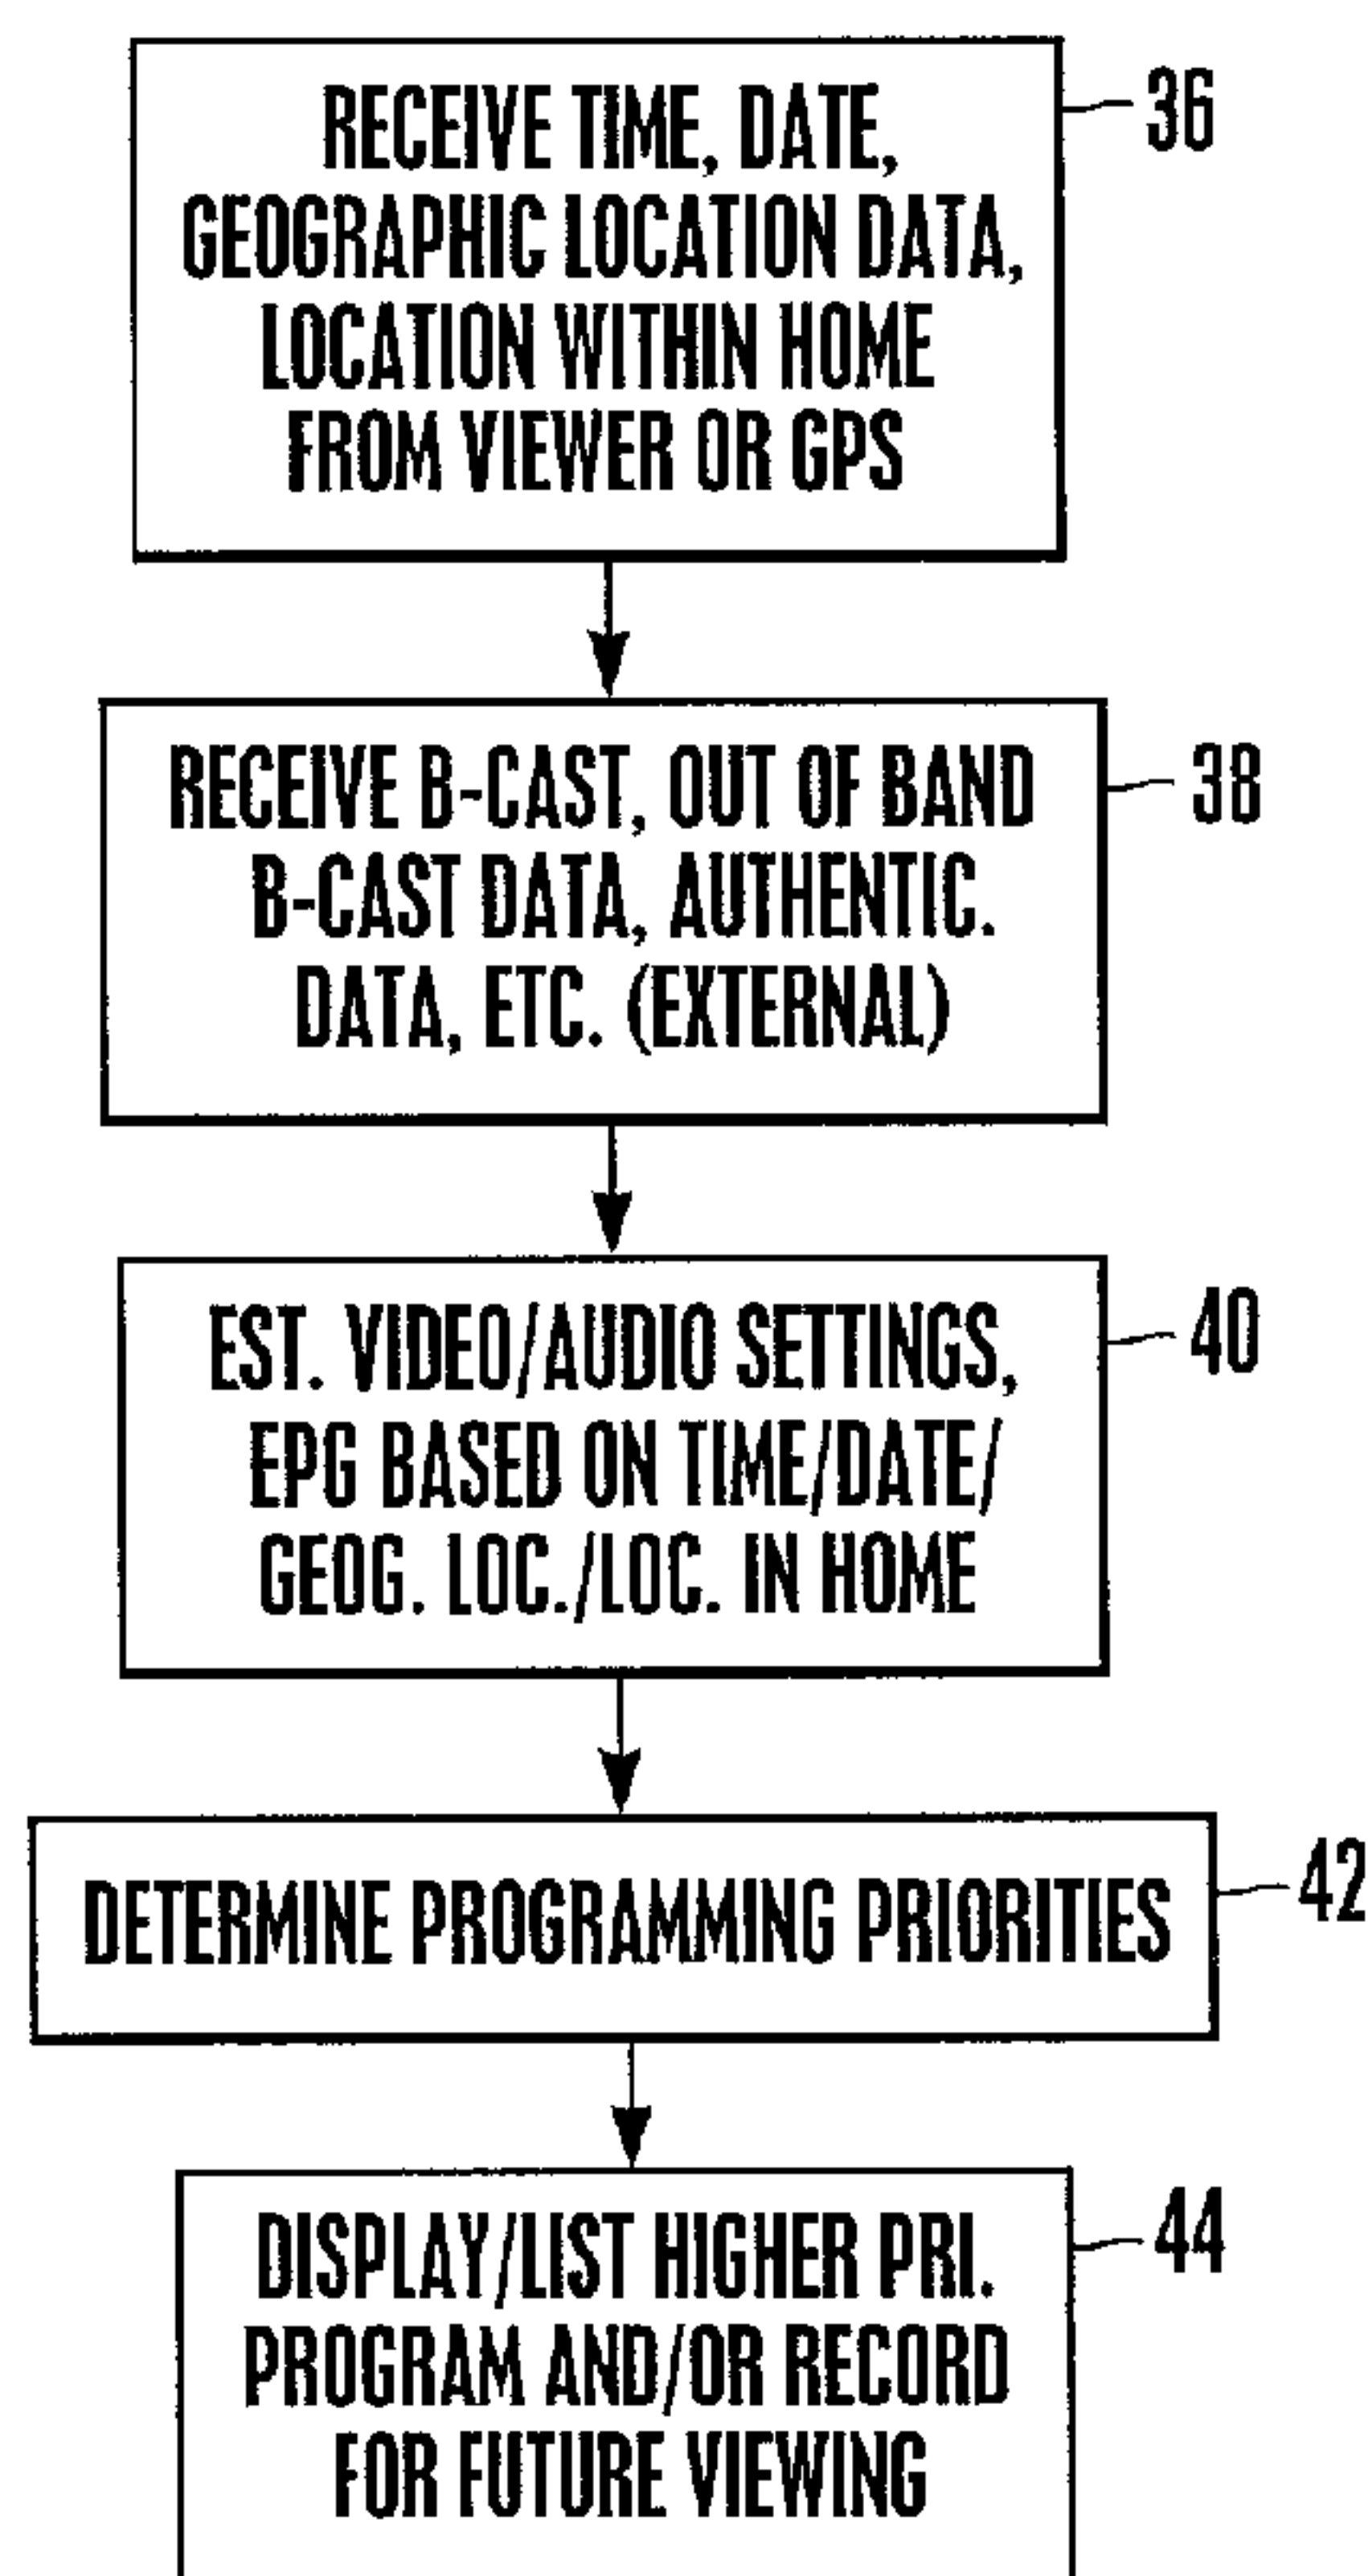 RECEIVE TIME, DATE,
GEOGRAPHIC LOCATION DATA,
LOCATION WITHIN HOME
FROM VIEWER OR GPS
36
RECEIVE B-CAST, OUT OF BAND
B-CAST DATA, AUTHENTIC.
DATA, ETC. (EXTERNAL)
38
EST. VIDEO/AUDIO SETTINGS,
EPG BASED ON TIME/DATE/
GEOG. LOC./LOC. IN HOME
40
DETERMINE PROGRAMMING PRIORITIES
42
DISPLAY/LIST HIGHER PRI.
PROGRAM AND/OR RECORD
FOR FUTURE VIEWING
44